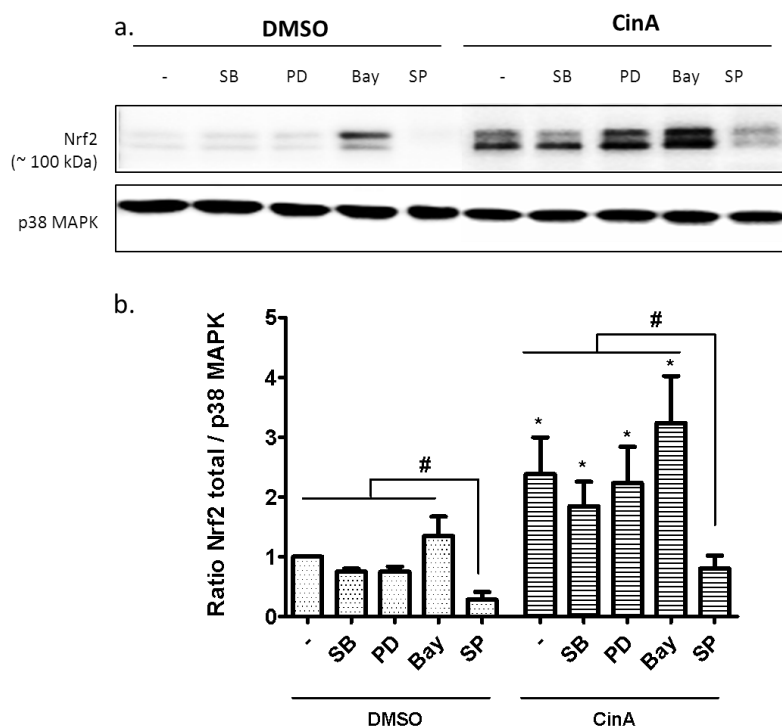 a.
DMSO CinA
- SB PD Bay SP - SB PD Bay SP
Nrf2
(~ 100 kDa)
p38 MAPK
b.
Ratio Nrf2 total / p38 MAPK
5
4
3
2
1
0
#
#
* * * *
- SB PD Bay SP - SB PD Bay SP
DMSO CinA